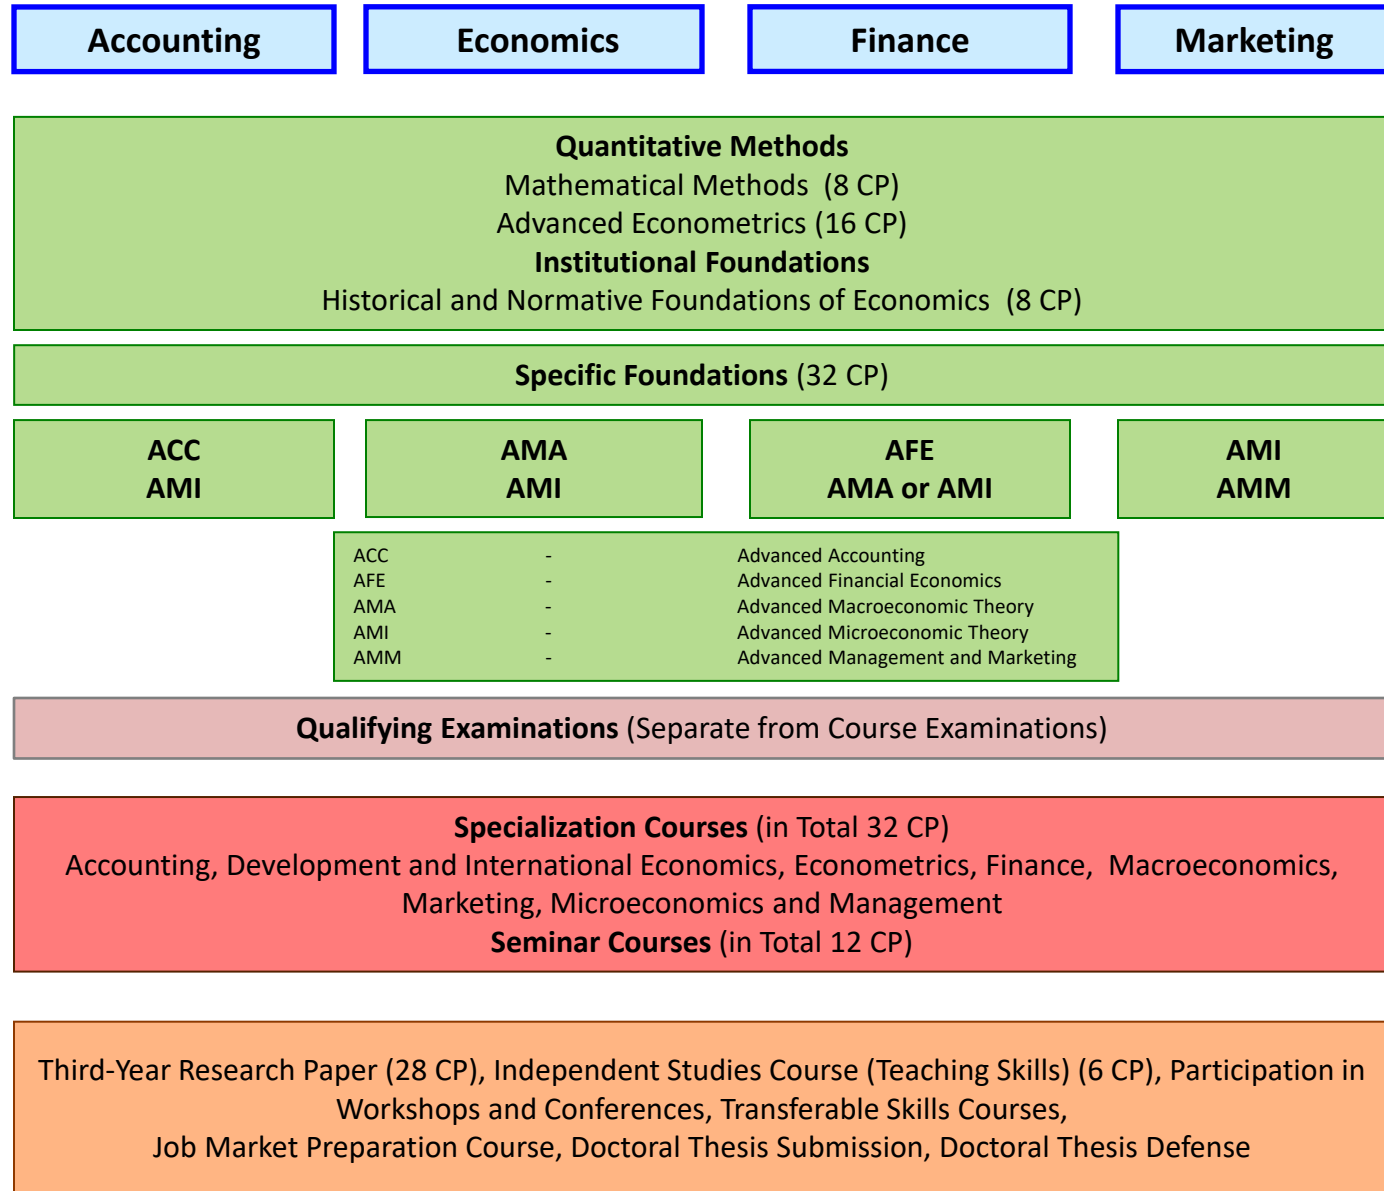 Accounting
Economics
Finance
Marketing
Quantitative Methods
Mathematical Methods (8 CP)
Advanced Econometrics (16 CP)
Institutional Foundations
Historical and Normative Foundations of Economics (8 CP)
Specific Foundations (32 CP)
ACC
AMI
AMA
AMI
AFE
AMA or AMI
AMI
AMM
ACC - Advanced Accounting
AFE - Advanced Financial Economics
AMA - Advanced Macroeconomic Theory
AMI - Advanced Microeconomic Theory
AMM - Advanced Management and Marketing
Qualifying Examinations (Separate from Course Examinations)
Specialization Courses (in Total 32 CP)
Accounting, Development and International Economics, Econometrics, Finance, Macroeconomics,
Marketing, Microeconomics and Management
Seminar Courses (in Total 12 CP)
Third-Year Research Paper (28 CP), Independent Studies Course (Teaching Skills) (6 CP), Participation in
Workshops and Conferences, Transferable Skills Courses,
Job Market Preparation Course, Doctoral Thesis Submission, Doctoral Thesis Defense